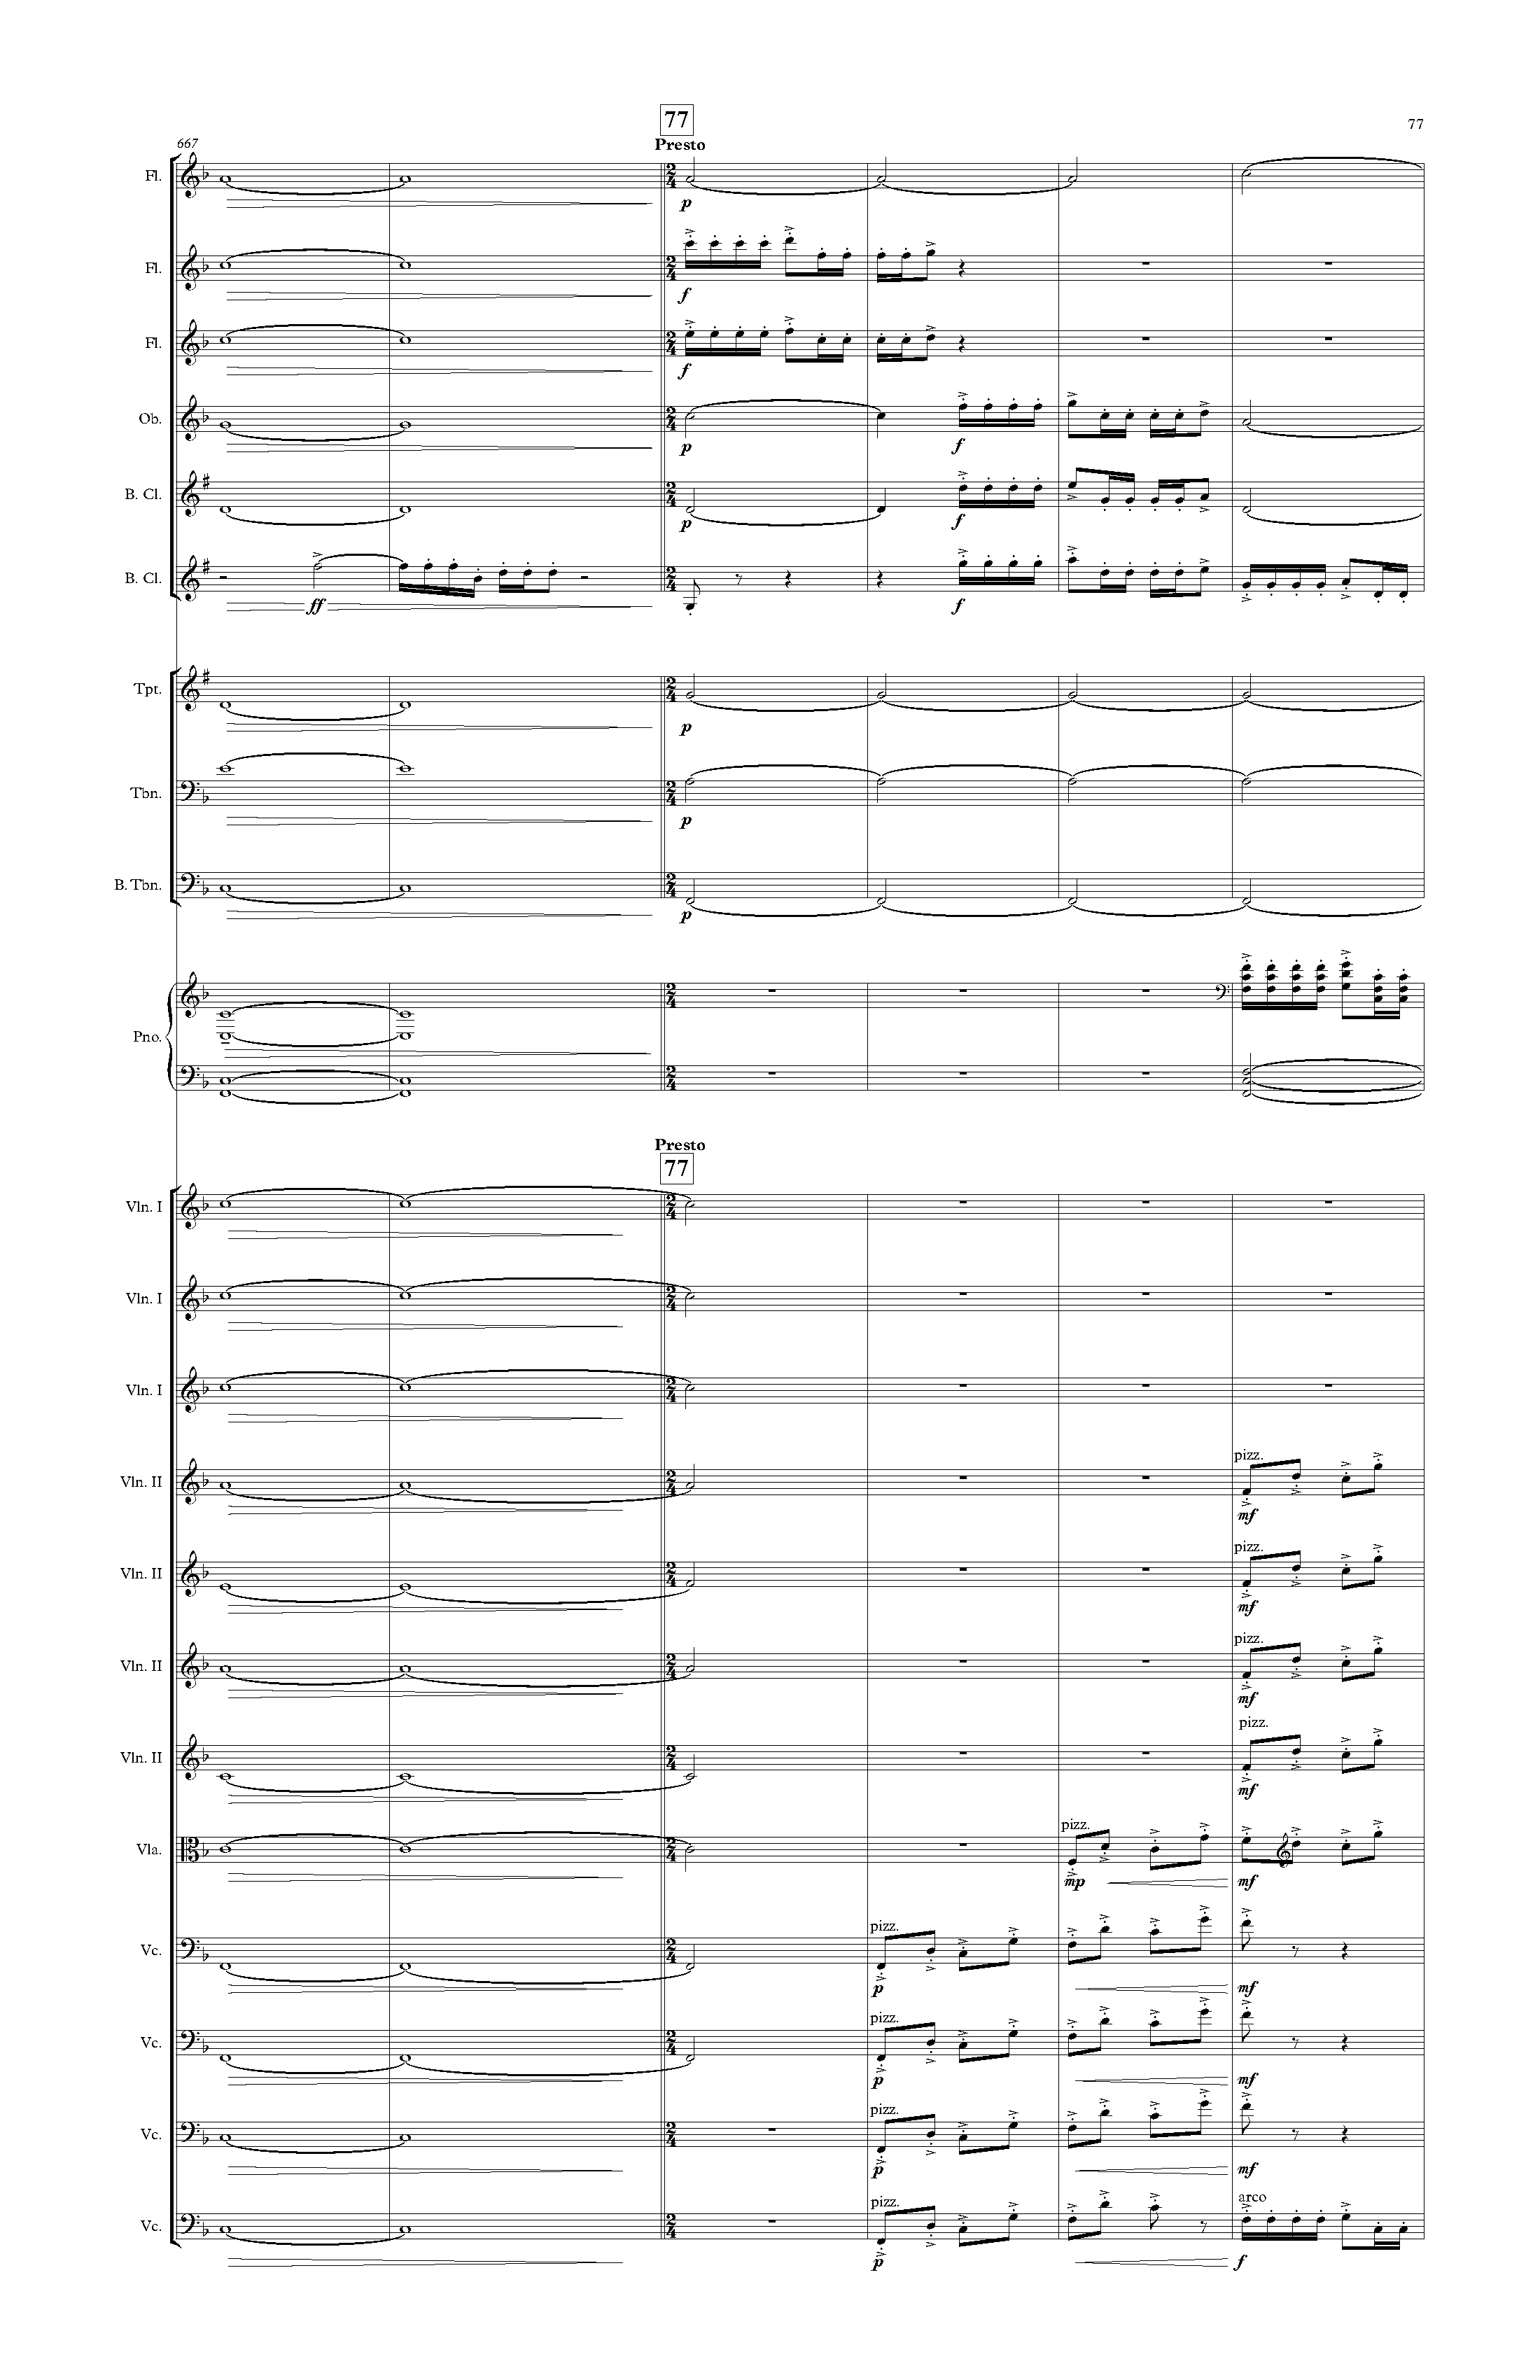 77
77
Presto
667
Fl.
p
Fl.
f
Fl.
f
Ob.
p f
B. Cl.
p f
B. Cl.
ff f
Tpt.
p
Tbn.
p
B. Tbn.
p
Pno.
Presto
77
Vln. I
Vln. I
Vln. I
pizz.
Vln. II
mf
pizz.
Vln. II
mf
pizz.
Vln. II
mf
pizz.
Vln. II
mf
pizz.
Vla.
mp mf
pizz.
Vc.
p mf
pizz.
Vc.
p mf
pizz.
Vc.
p mf
pizz. arco
Vc.
p f